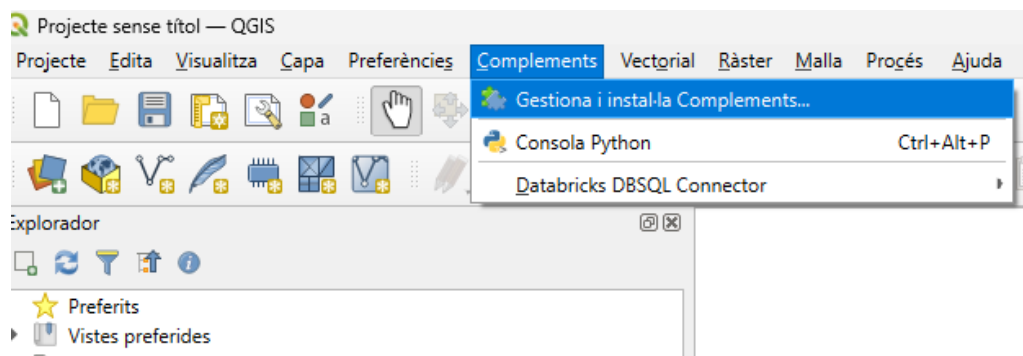 Projecte sense títol — QGIS
Projecte Edita Visualitza Capa Preferències Complements Vectorial Ràster Malla Procés Ajuda
Gestiona i instal·la Complements...
a
Consola Python Ctrl+Alt+P
Databricks DBSQL Connector
Explorador
Preferits
Vistes preferides